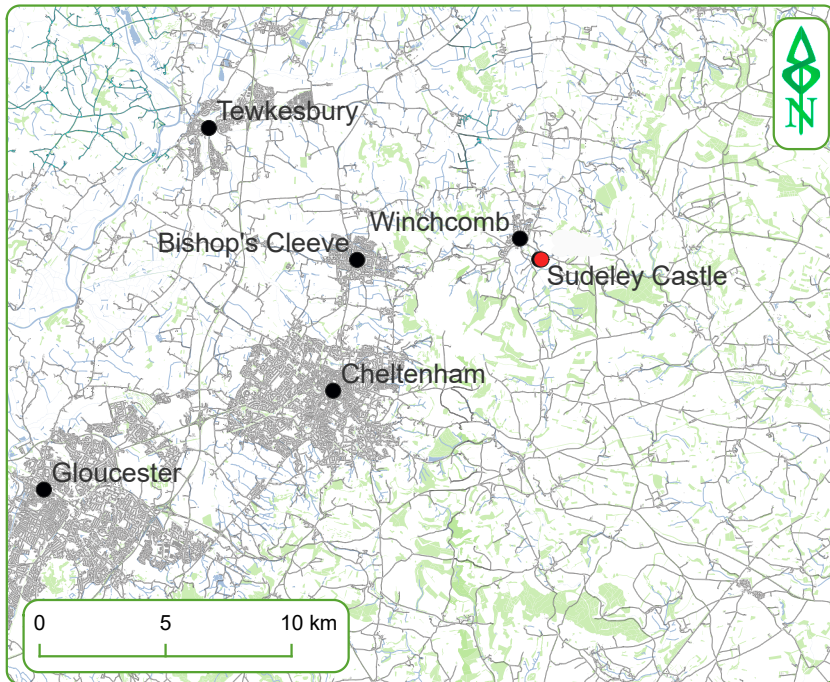 N
Tewkesbury
Winchcomb
Bishop's Cleeve
Sudeley Castle
Cheltenham
Gloucester
0 5 10 km